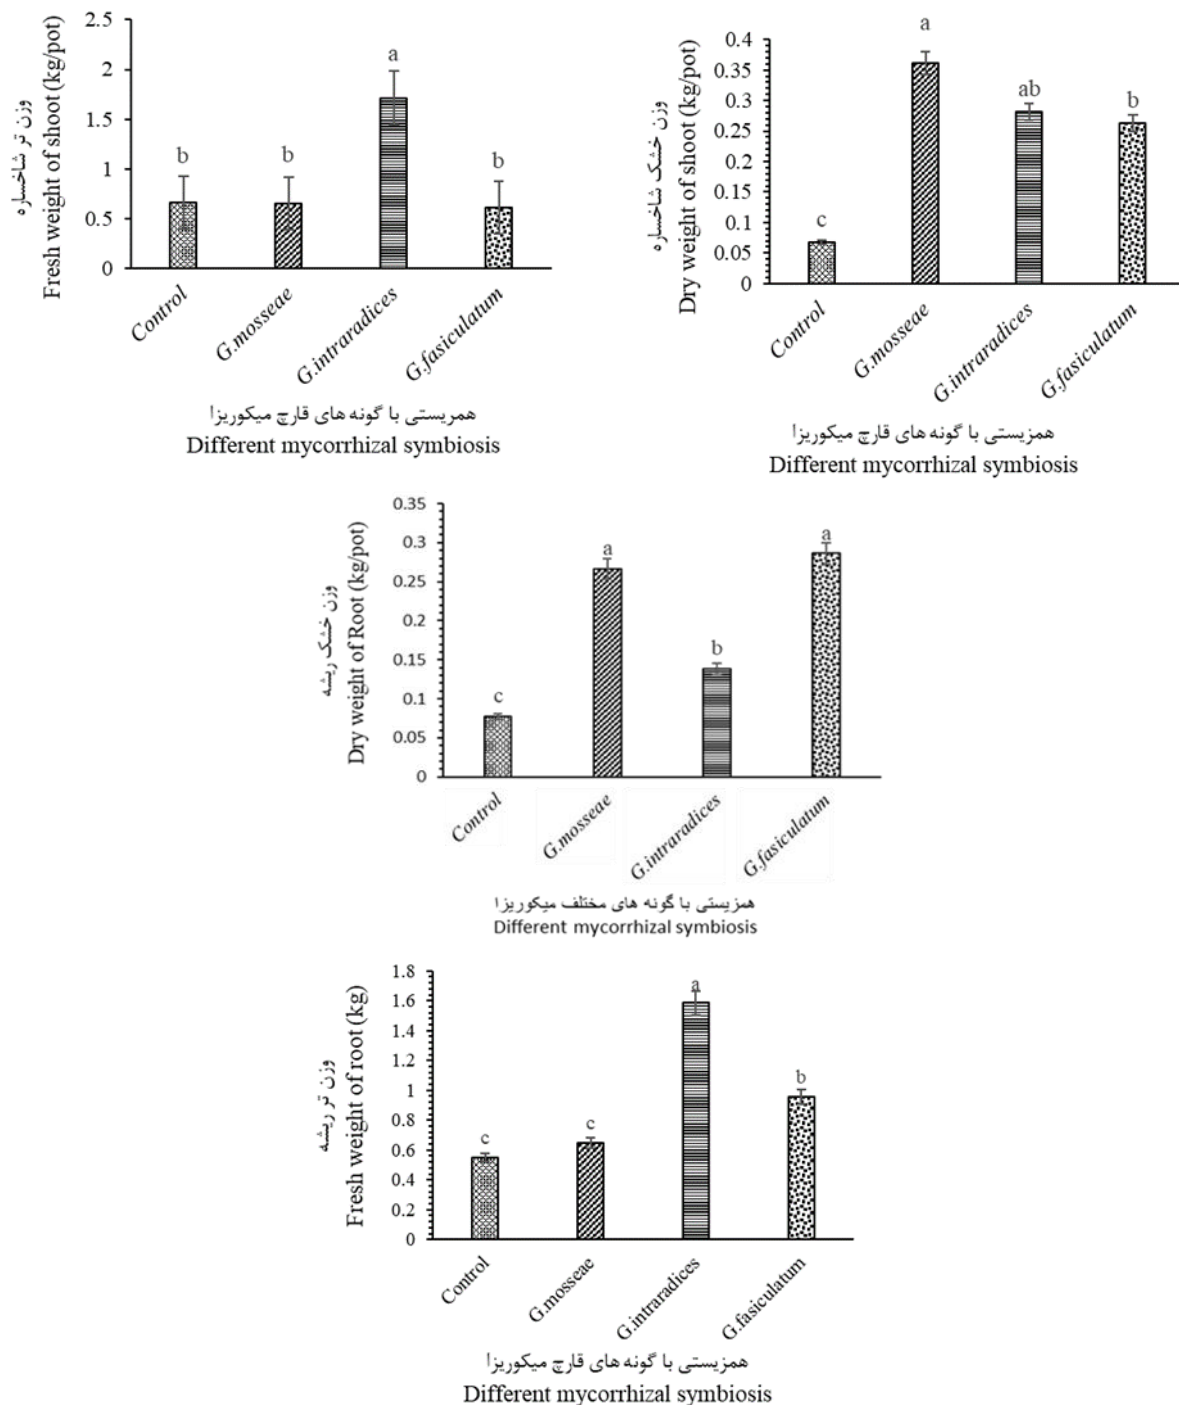 وزن تر شاخساره
Fresh weight of shoot (kg/pot)
2.5
2
1.5
1
0.5
0
b
b
a
b
Control
G.mosseae
G.intraradices
G.fasiculatum
همریستی با گونه های قارچ میکوریزا
Different mycorrhizal symbiosis
وزن خشک شاخساره
Dry weight of shoot (kg/pot)
0.4
0.35
0.3
0.25
0.2
0.15
0.1
0.05
0
c
a
ab
b
Control
G.mosseae
G.intraradices
G.fasiculatum
همزیستی با گونه های قارچ میکوریزا
Different mycorrhizal symbiosis
وزن خشک ریشه
Dry weight of Root (kg/pot)
0.35
0.3
0.25
0.2
0.15
0.1
0.05
0
c
a
b
a
Control
G.mosseae
G.intraradices
G.fasiculatum
همزیستی با گونه های مختلف میکوریزا
Different mycorrhizal symbiosis
وزن تر ریشه
Fresh weight of root (kg)
1.8
1.6
1.4
1.2
1
0.8
0.6
0.4
0.2
0
c
c
a
b
Control
G.mosseae
G.intraradices
G.fasiculatum
همزیستی با گونه های قارچ میکوریزا
Different mycorrhizal symbiosis